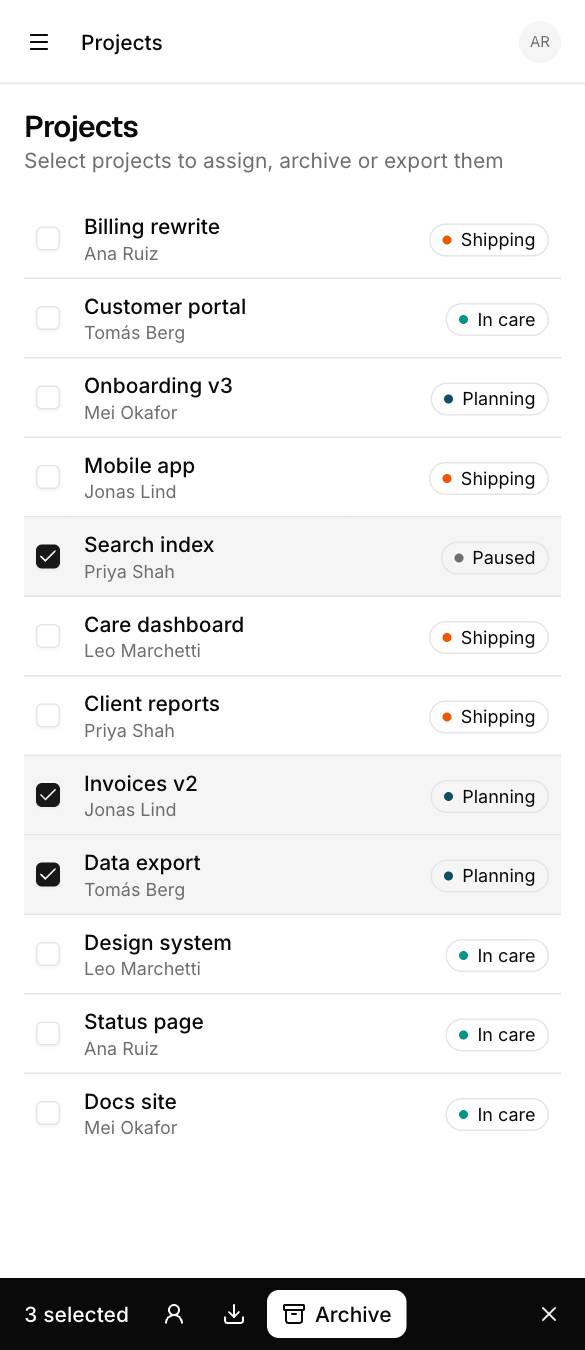 Projects
AR
Projects
Select projects to assign, archive or export them
Billing rewrite
Ana Ruiz
Shipping
Customer portal
Tomás Berg
In care
Onboarding v3
Mei Okafor
Planning
Mobile app
Jonas Lind
Shipping
Search index
Priya Shah
Paused
Care dashboard
Leo Marchetti
Shipping
Client reports
Priya Shah
Shipping
Invoices v2
Jonas Lind
Planning
Data export
Tomás Berg
Planning
Design system
Leo Marchetti
In care
Status page
Ana Ruiz
In care
Docs site
Mei Okafor
In care
3 selected
Archive